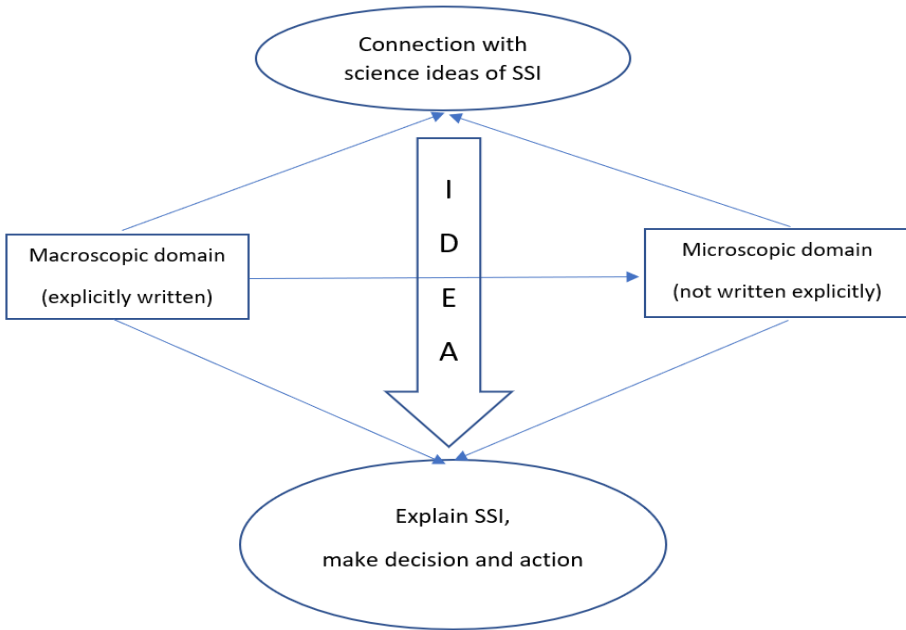 Connection with
science ideas of SSI
I
D
E
A
Macroscopic domain
(explicitly written)
Microscopic domain
(not written explicitly)
Explain SSI,
make decision and action